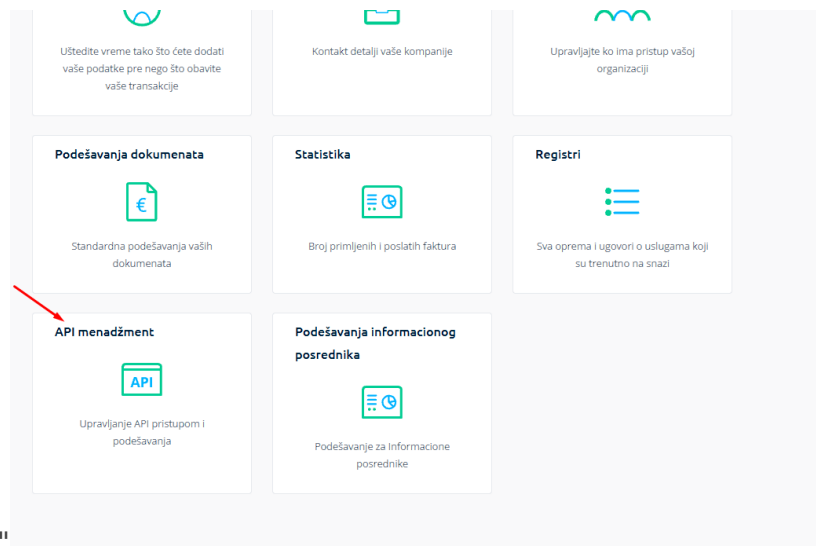 Uštedite vreme tako što ćete dodati
vaše podatke pre nego što obavite
vaše transakcije
Kontakt detalji vaše kompanije
Upravljajte ko ima pristup vašoj
organizaciji
Podešavanja dokumenata
€
Standardna podešavanja vaših
dokumenata
Statistika
Broj primljenih i poslatih faktura
Registri
Sva oprema i ugovori o uslugama koji
su trenutno na snazi
API menadžment
API
Upravljanje API pristupom i
podešavanja
Podešavanja informacionog
posrednika
Podešavanje za Informacione
posrednike
"